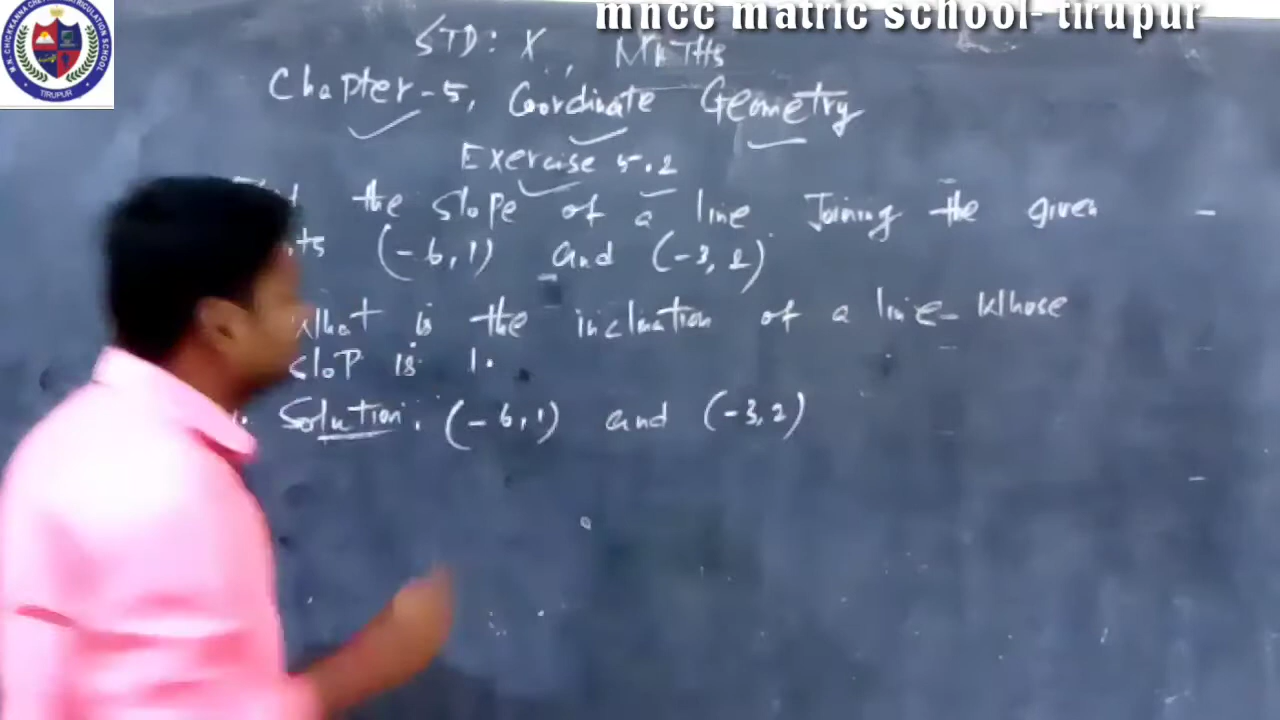 mncc matric school- tirupur
TIRUPUR
STD: X, MATHS
Chapter-5, Coordinate Geometry
Exercise 5.2
the slope of a line Joining the given
(-6,1) and (-3,2)
What is the inclination of a line Whose
slop is 1.
Solution. (-6,1) and (-3,2)